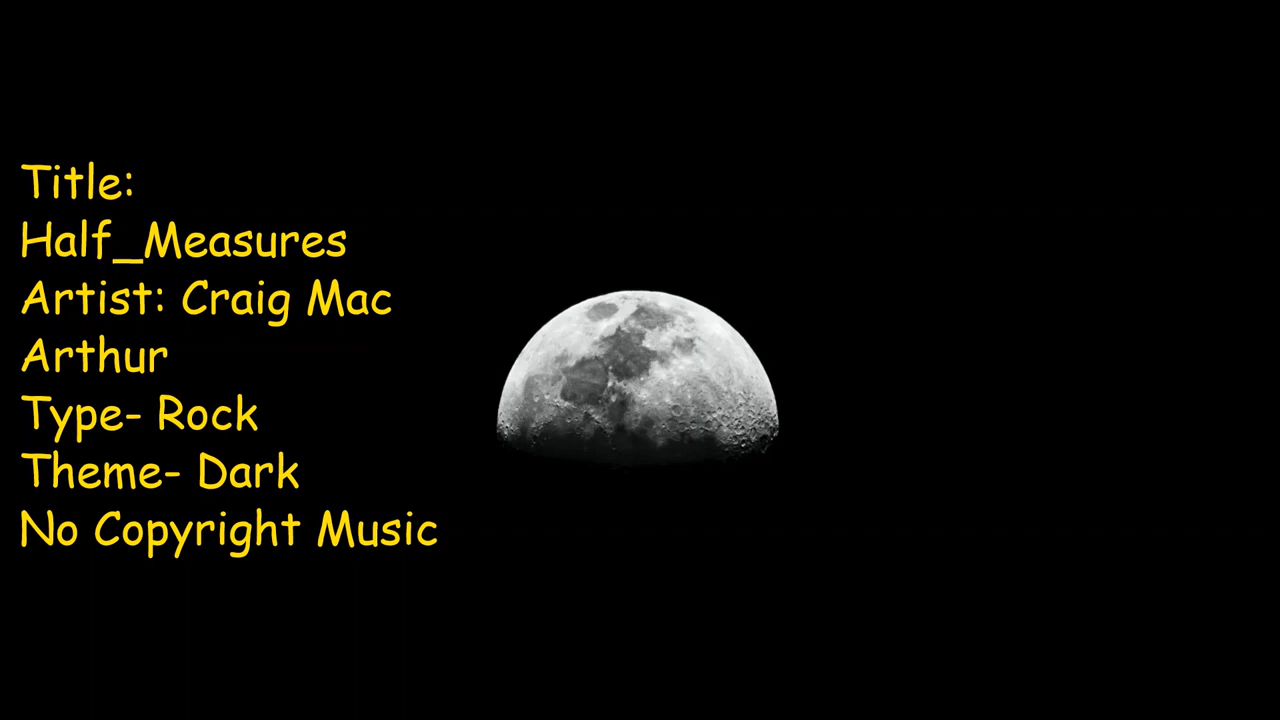 Title:
Half_Measures
Artist: Craig Mac
Arthur
Type- Rock
Theme- Dark
No Copyright Music